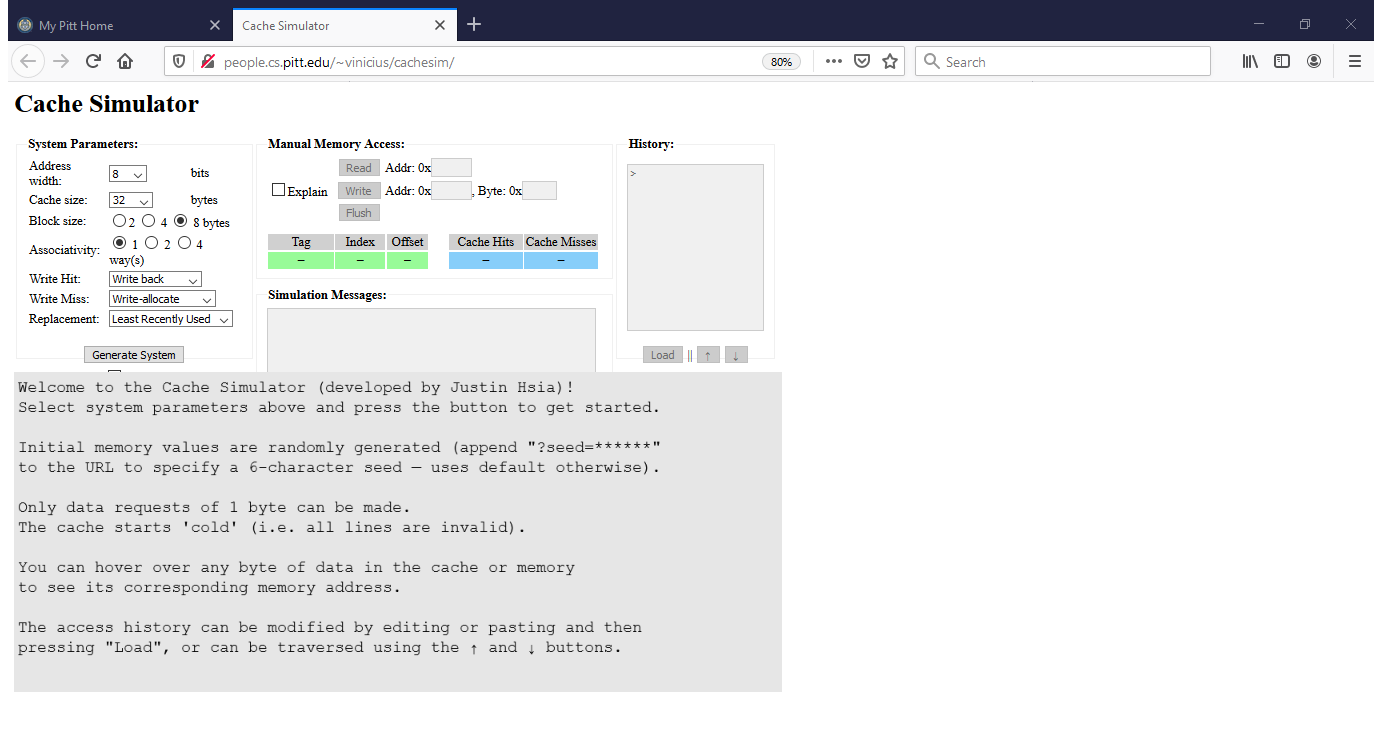 My Pitt Home
Cache Simulator
people.cs.pitt.edu/~vinicius/cachesim/
80%
Search
Cache Simulator
System Parameters:
Address width: 8 bits
Cache size: 32 bytes
Block size: 2 4 8 bytes
Associativity: 1 2 4 way(s)
Write Hit: Write back
Write Miss: Write-allocate
Replacement: Least Recently Used
Generate System
Manual Memory Access:
Explain
Read Addr: 0x
Write Addr: 0x , Byte: 0x
Flush
Tag Index Offset Cache Hits Cache Misses
– – – – –
Simulation Messages:
History:
>
Load || ↑ ↓
Welcome to the Cache Simulator (developed by Justin Hsia)!
Select system parameters above and press the button to get started.
Initial memory values are randomly generated (append "?seed=******"
to the URL to specify a 6-character seed — uses default otherwise).
Only data requests of 1 byte can be made.
The cache starts 'cold' (i.e. all lines are invalid).
You can hover over any byte of data in the cache or memory
to see its corresponding memory address.
The access history can be modified by editing or pasting and then
pressing "Load", or can be traversed using the ↑ and ↓ buttons.